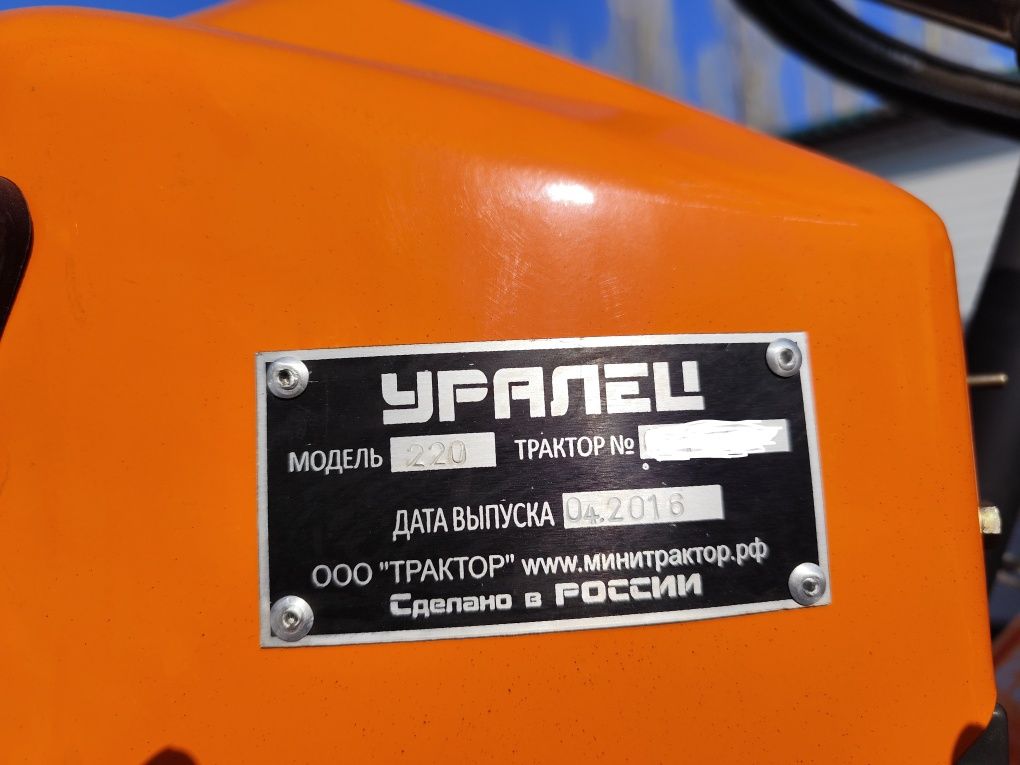 УРАЛЕЦ
МОДЕЛЬ 220 ТРАКТОР №
ДАТА ВЫПУСКА 04.2016
ООО "ТРАКТОР" www.минитрактор.рф
Сделано в РОССИИ